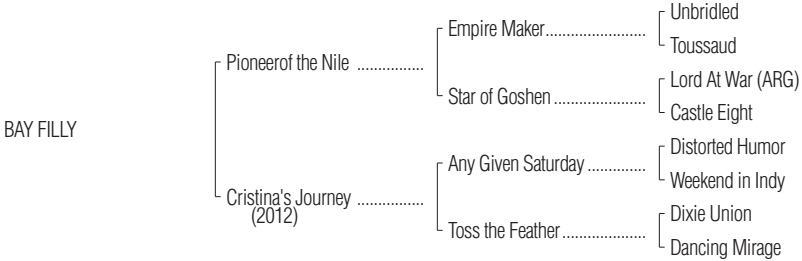 Unbridled
Empire Maker........................
Toussaud
Pioneerof the Nile ................
Lord At War (ARG)
Star of Goshen ......................
Castle Eight
BAY FILLY
Distorted Humor
Any Given Saturday ..............
Weekend in Indy
Cristina's Journey ................
(2012)
Dixie Union
Toss the Feather....................
Dancing Mirage